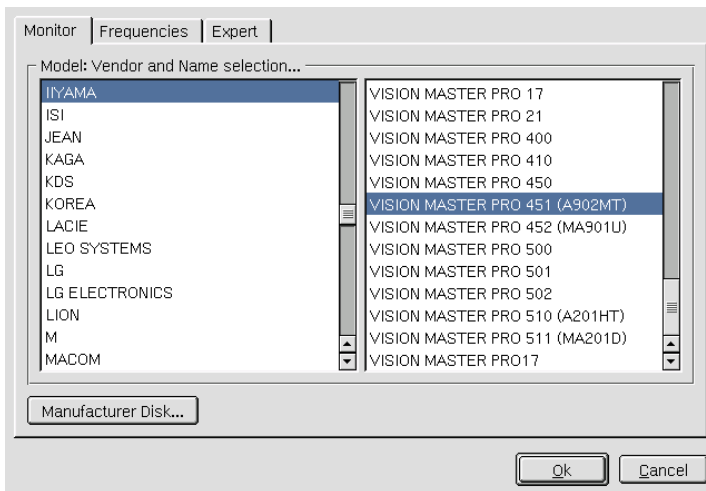 Monitor Frequencies Expert
Model: Vendor and Name selection...
IIYAMA
ISI
JEAN
KAGA
KDS
KOREA
LACIE
LEO SYSTEMS
LG
LG ELECTRONICS
LION
M
MACOM
VISION MASTER PRO 17
VISION MASTER PRO 21
VISION MASTER PRO 400
VISION MASTER PRO 410
VISION MASTER PRO 450
VISION MASTER PRO 451 (A902MT)
VISION MASTER PRO 452 (MA901U)
VISION MASTER PRO 500
VISION MASTER PRO 501
VISION MASTER PRO 502
VISION MASTER PRO 510 (A201HT)
VISION MASTER PRO 511 (MA201D)
VISION MASTER PRO17
Manufacturer Disk...
Ok Cancel